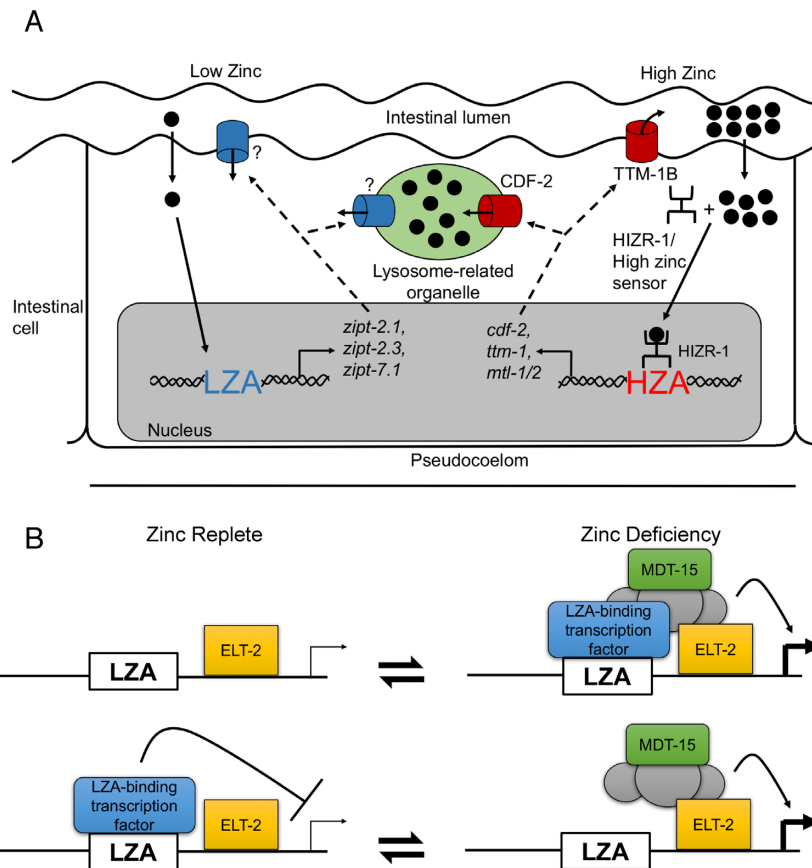 A
Low Zinc
High Zinc
Intestinal lumen
?
TTM-1B
?
CDF-2
+
HIZR-1/
High zinc
sensor
Lysosome-related
organelle
Intestinal
cell
zipt-2.1,
zipt-2.3,
zipt-7.1
cdf-2,
ttm-1,
mtl-1/2
HIZR-1
LZA
HZA
Nucleus
Pseudocoelom
B
Zinc Replete
Zinc Deficiency
LZA
ELT-2
MDT-15
LZA-binding
transcription
factor
ELT-2
LZA
LZA-binding
transcription
factor
ELT-2
LZA
MDT-15
ELT-2
LZA